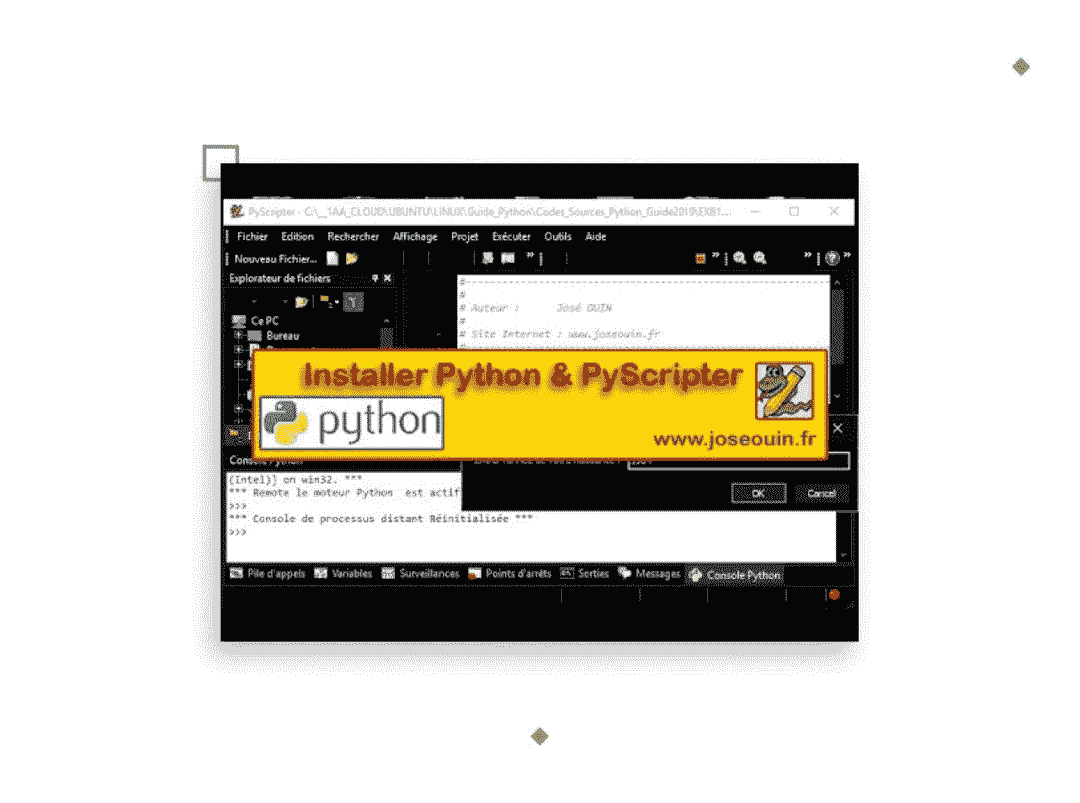 PyScripter - C:\__1AA_CLOUD\UBUNTU\LINUX\Guide_Python\Codes_Sources_Python_Guide2019\EX81...
Fichier Edition Rechercher Affichage Projet Exécuter Outils Aide
Nouveau Fichier...
Explorateur de fichiers
#
#
# Auteur : José OUIN
#
# Site Internet : www.joseouin.fr
Ce PC
Bureau
Installer Python & PyScripter
python
www.joseouin.fr
OK Cancel
(Intel)] on win32. ***
*** Remote le moteur Python est actif
>>>
*** Console de processus distant Réinitialisée ***
>>>
Pile d'appels Variables Surveillances Points d'arrêts Sorties Messages Console Python